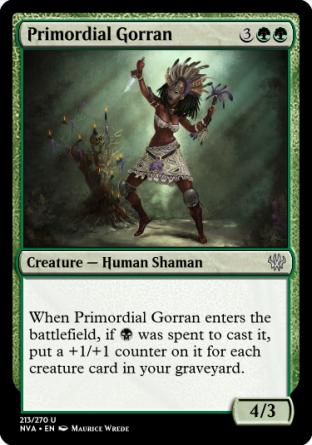 Primordial Gorran 3
Creature — Human Shaman
When Primordial Gorran enters the
battlefield, if was spent to cast it,
put a +1/+1 counter on it for each
creature card in your graveyard.
4/3
213/270 U
NVA • EN Maurice Wrede